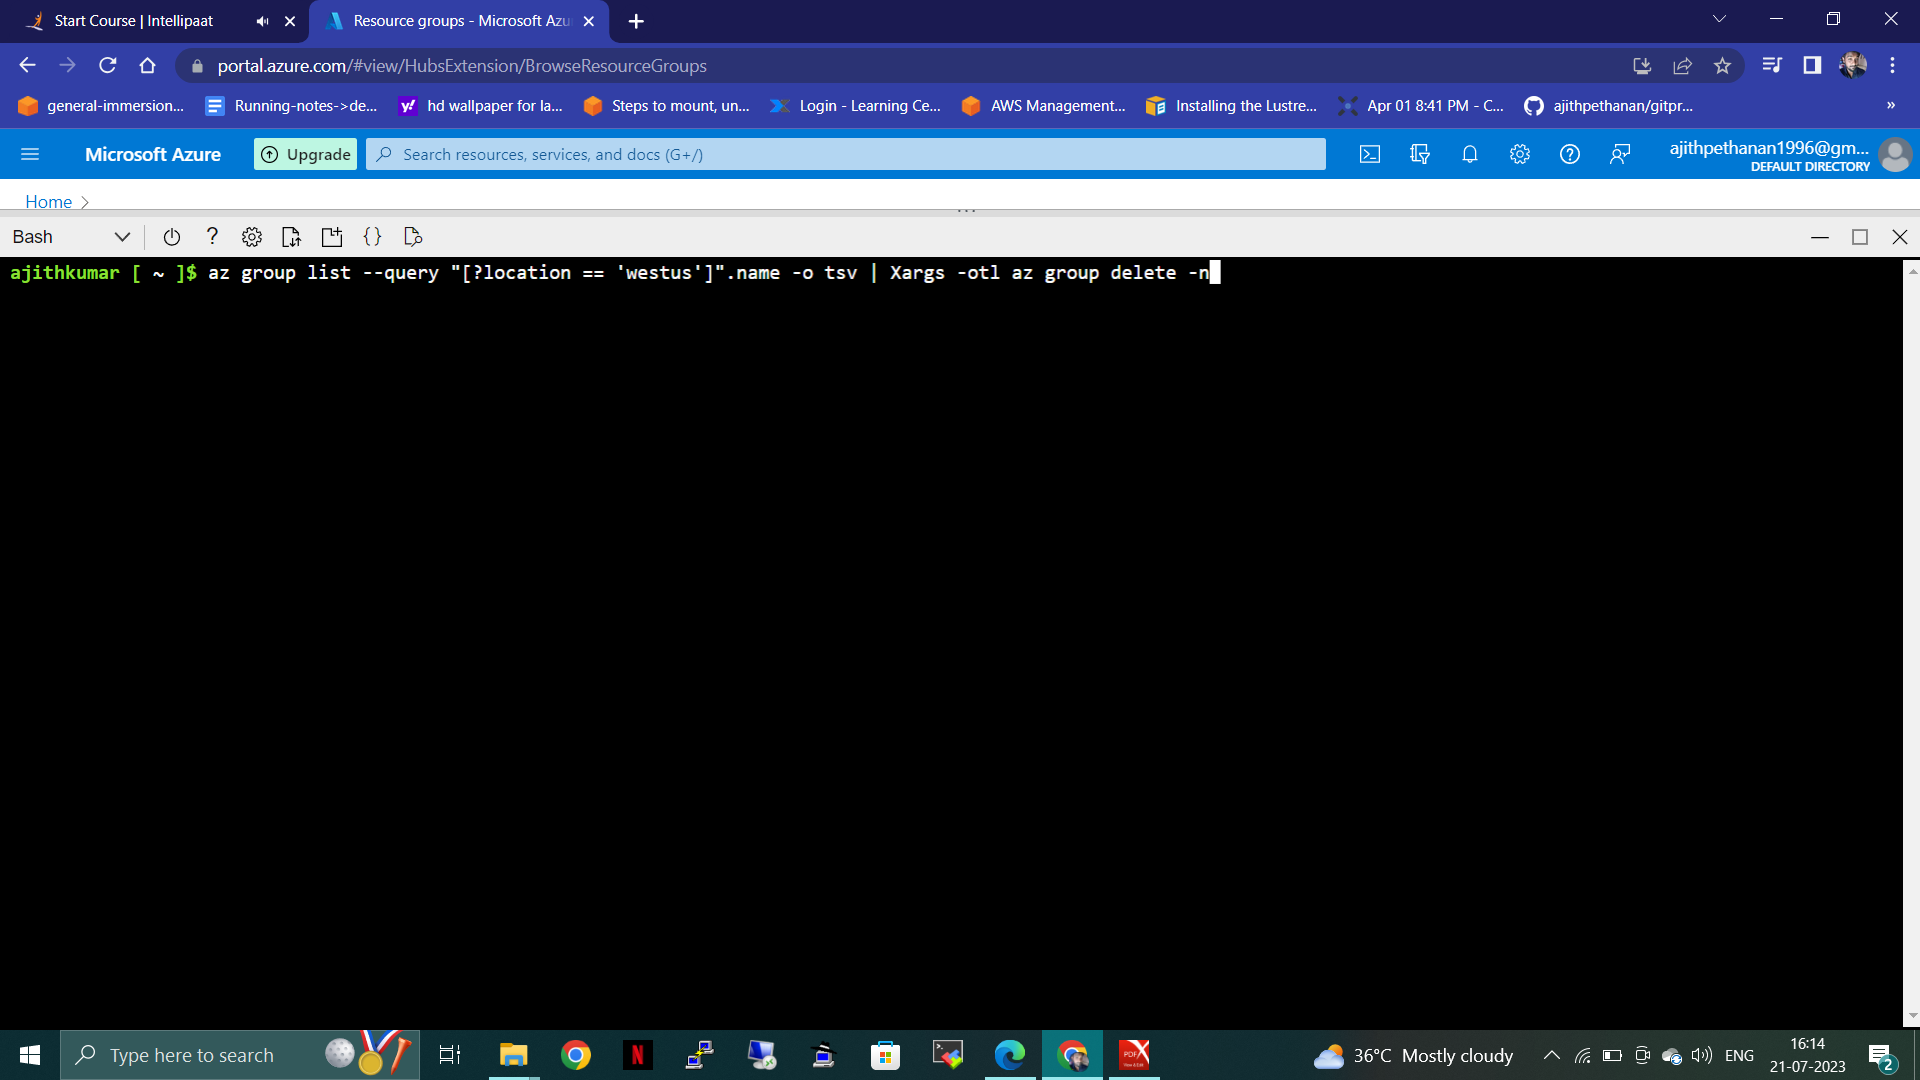 Start Course | Intellipaat
Resource groups - Microsoft Azu
portal.azure.com/#view/HubsExtension/BrowseResourceGroups
general-immersion...
Running-notes->de...
hd wallpaper for la...
Steps to mount, un...
Login - Learning Ce...
AWS Management...
Installing the Lustre...
Apr 01 8:41 PM - C...
ajithpethanan/gitpr...
»
Microsoft Azure
Upgrade
Search resources, services, and docs (G+/)
ajithpethanan1996@gm...
DEFAULT DIRECTORY
Home >
Bash
ajithkumar [ ~ ]$ az group list --query "[?location == 'westus']".name -o tsv | Xargs -otl az group delete -n
Type here to search
36°C Mostly cloudy
ENG
16:14
21-07-2023
2